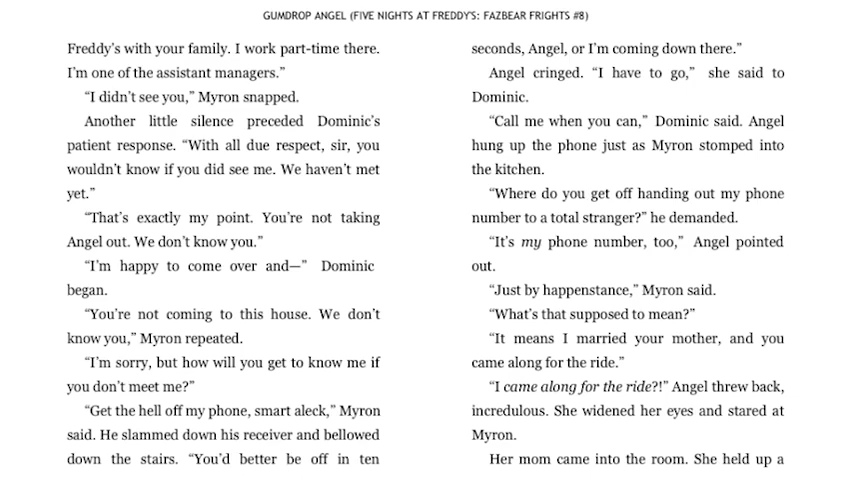 GUMDROP ANGEL (FIVE NIGHTS AT FREDDY'S: FAZBEAR FRIGHTS #8)
Freddy's with your family. I work part-time there.
I'm one of the assistant managers.”
“I didn't see you,” Myron snapped.
Another little silence preceded Dominic's
patient response. “With all due respect, sir, you
wouldn't know if you did see me. We haven't met
yet.”
“That's exactly my point. You're not taking
Angel out. We don't know you.”
“I'm happy to come over and—” Dominic
began.
“You're not coming to this house. We don't
know you,” Myron repeated.
“I'm sorry, but how will you get to know me if
you don't meet me?”
“Get the hell off my phone, smart aleck,” Myron
said. He slammed down his receiver and bellowed
down the stairs. “You'd better be off in ten
seconds, Angel, or I'm coming down there.”
Angel cringed. “I have to go,” she said to
Dominic.
“Call me when you can,” Dominic said. Angel
hung up the phone just as Myron stomped into
the kitchen.
“Where do you get off handing out my phone
number to a total stranger?” he demanded.
“It's my phone number, too,” Angel pointed
out.
“Just by happenstance,” Myron said.
“What's that supposed to mean?”
“It means I married your mother, and you
came along for the ride.”
“I came along for the ride?!” Angel threw back,
incredulous. She widened her eyes and stared at
Myron.
Her mom came into the room. She held up a